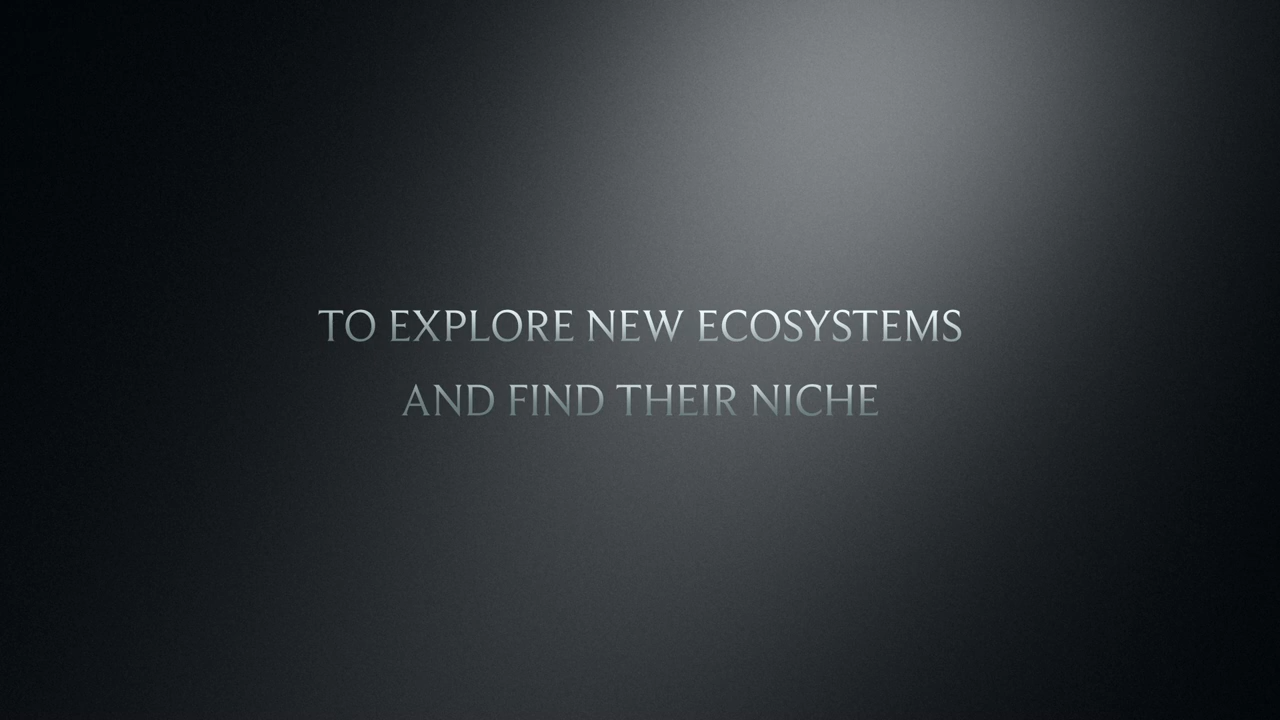 TO EXPLORE NEW ECOSYSTEMS
AND FIND THEIR NICHE